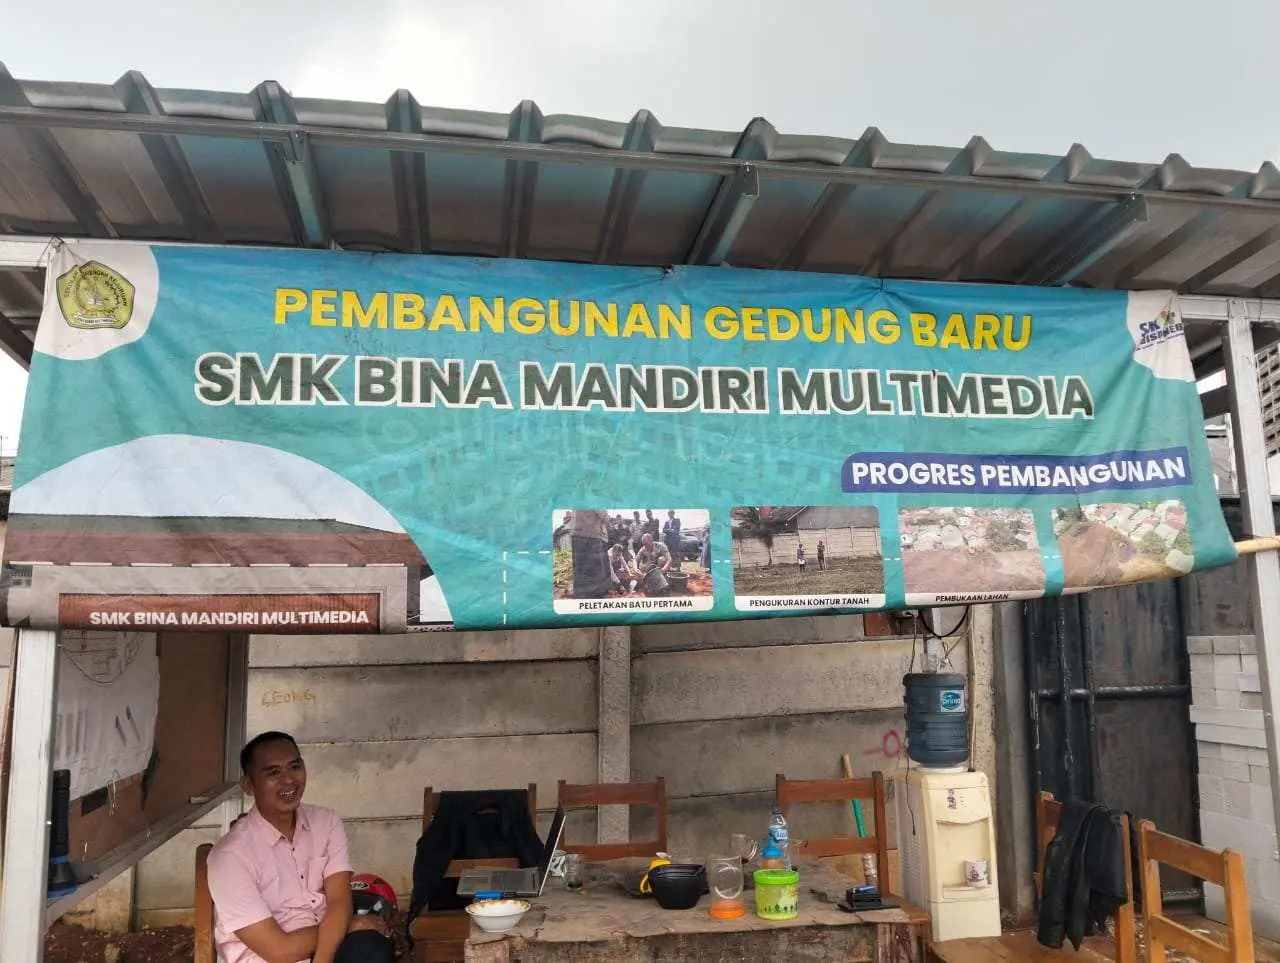 PEMBANGUNAN GEDUNG BARU
SMK BINA MANDIRI MULTIMEDIA
PROGRES PEMBANGUNAN
PELETAKAN BATU PERTAMA
PENGUKURAN KONTUR TANAH
PEMBUKAAN LAHAN
SMK BINA MANDIRI MULTIMEDIA